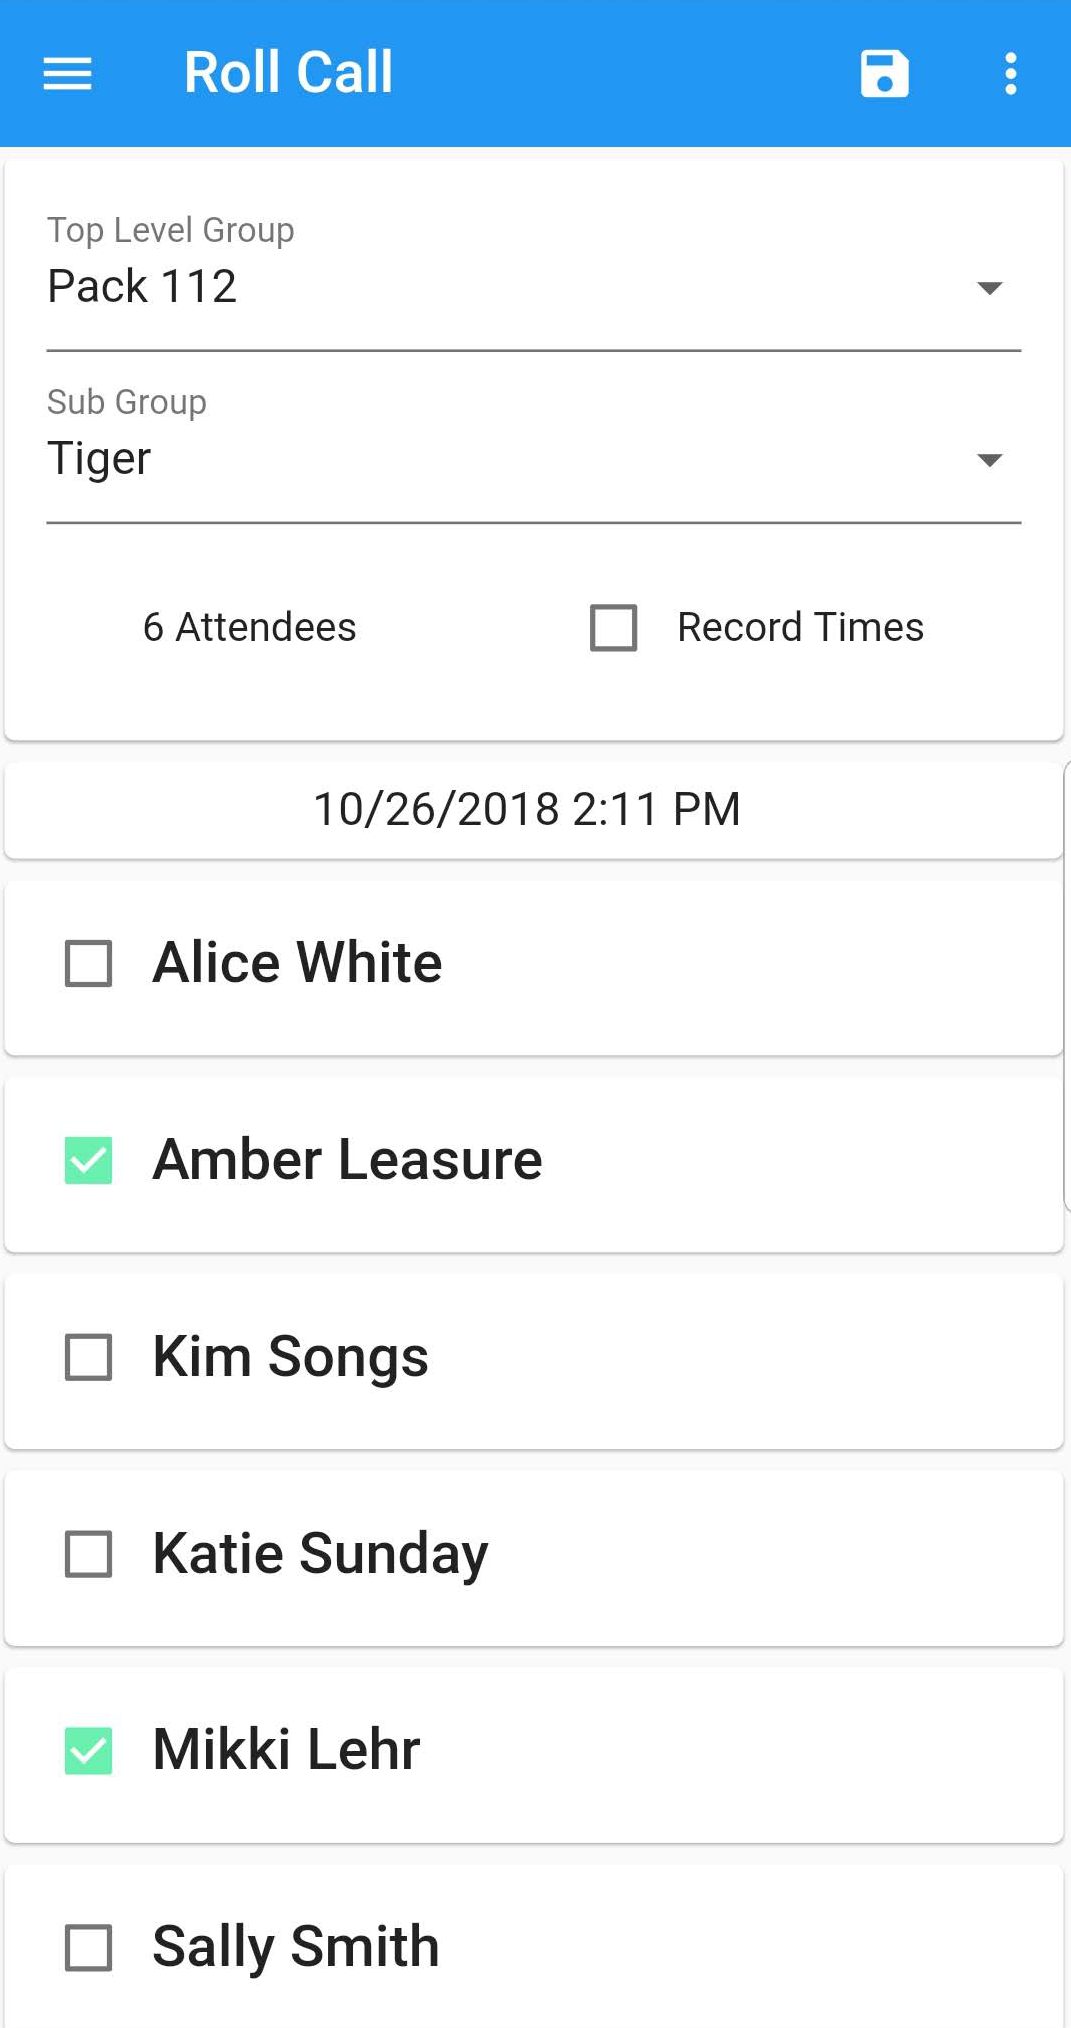 Roll Call
Top Level Group
Pack 112
Sub Group
Tiger
6 Attendees Record Times
10/26/2018 2:11 PM
Alice White
Amber Leasure
Kim Songs
Katie Sunday
Mikki Lehr
Sally Smith